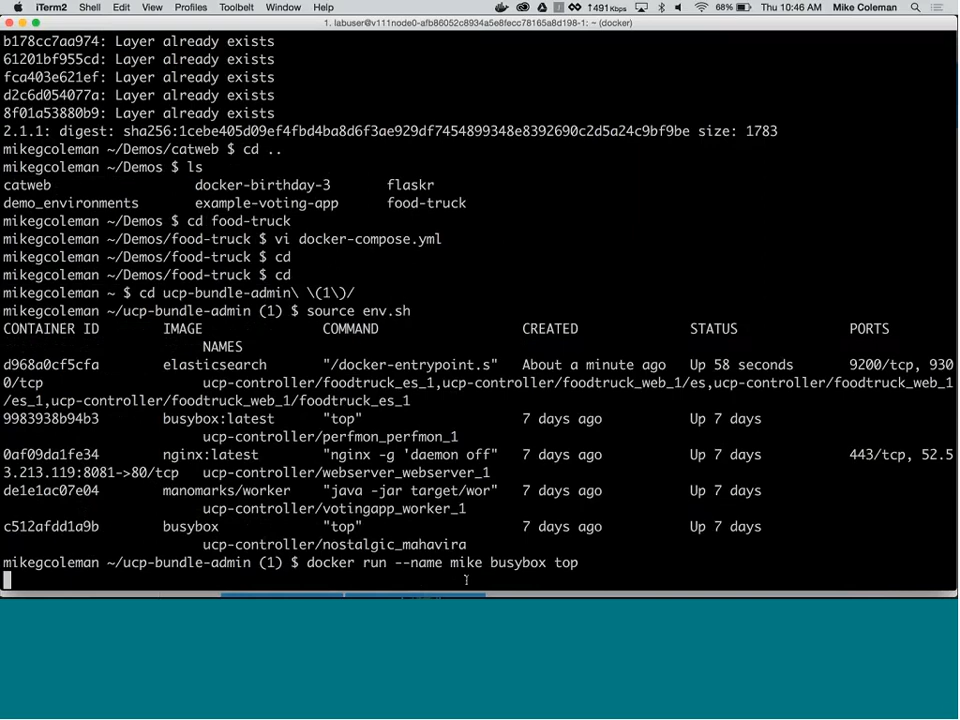 iTerm2 Shell Edit View Profiles Toolbelt Window Help 491Kbps 68% Thu 10:46 AM Mike Coleman
1. labuser@v111node0-afb86052c8934a5e8fecc78165a8d198-1: ~ (docker)
b178cc7aa974: Layer already exists
61201bf955cd: Layer already exists
fca403e621ef: Layer already exists
d2c6d054077a: Layer already exists
8f01a53880b9: Layer already exists
2.1.1: digest: sha256:1cebe405d09ef4fbd4ba8d6f3ae929df7454899348e8392690c2d5a24c9bf9be size: 1783
mikegcoleman ~/Demos/catweb $ cd ..
mikegcoleman ~/Demos $ ls
catweb docker-birthday-3 flaskr
demo_environments example-voting-app food-truck
mikegcoleman ~/Demos $ cd food-truck
mikegcoleman ~/Demos/food-truck $ vi docker-compose.yml
mikegcoleman ~/Demos/food-truck $ cd
mikegcoleman ~/Demos/food-truck $ cd
mikegcoleman ~ $ cd ucp-bundle-admin\ \(1\)/
mikegcoleman ~/ucp-bundle-admin (1) $ source env.sh
CONTAINER ID IMAGE COMMAND CREATED STATUS PORTS
NAMES
d968a0cf5cfa elasticsearch "/docker-entrypoint.s" About a minute ago Up 58 seconds 9200/tcp, 930
0/tcp ucp-controller/foodtruck_es_1,ucp-controller/foodtruck_web_1/es,ucp-controller/foodtruck_web_1
/es_1,ucp-controller/foodtruck_web_1/foodtruck_es_1
9983938b94b3 busybox:latest "top" 7 days ago Up 7 days
ucp-controller/perfmon_perfmon_1
0af09da1fe34 nginx:latest "nginx -g 'daemon off" 7 days ago Up 7 days 443/tcp, 52.5
3.213.119:8081->80/tcp ucp-controller/webserver_webserver_1
de1e1ac07e04 manomarks/worker "java -jar target/wor" 7 days ago Up 7 days
ucp-controller/votingapp_worker_1
c512afdd1a9b busybox "top" 7 days ago Up 7 days
ucp-controller/nostalgic_mahavira
mikegcoleman ~/ucp-bundle-admin (1) $ docker run --name mike busybox top